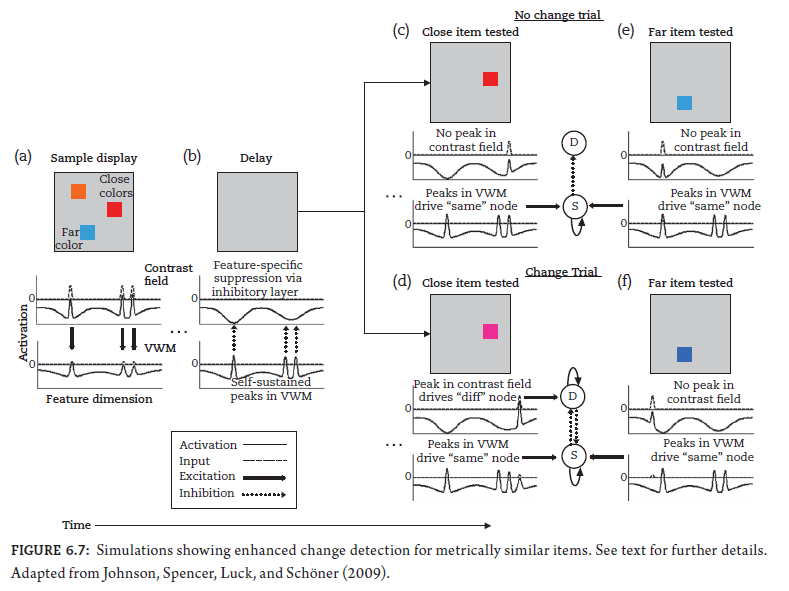 No change trial
(c) Close item tested
(e) Far item tested
No peak in
contrast field
D
No peak in
contrast field
0
0
(a) Sample display
(b) Delay
Close
colors
Far
color
...
Peaks in VWM
drive “same” node
S
Peaks in VWM
drive “same” node
0
0
Change Trial
Contrast
field
Feature-specific
suppression via
inhibitory layer
(d) Close item tested
(f) Far item tested
0
0
Activation
...
VWM
0
0
Self-sustained
peaks in VWM
Feature dimension
Peak in contrast field
drives “diff” node
D
No peak in
contrast field
0
0
Activation
Input
Excitation
Inhibition
...
Peaks in VWM
drive “same” node
S
Peaks in VWM
drive “same” node
0
0
Time
FIGURE 6.7: Simulations showing enhanced change detection for metrically similar items. See text for further details.
Adapted from Johnson, Spencer, Luck, and Schöner (2009).